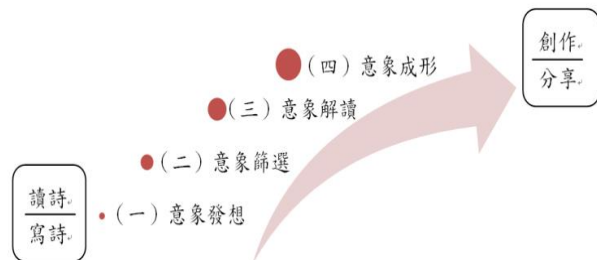 創作
分享
(四)意象成形
(三)意象解讀
(二)意象篩選
讀詩
寫詩
(一)意象發想